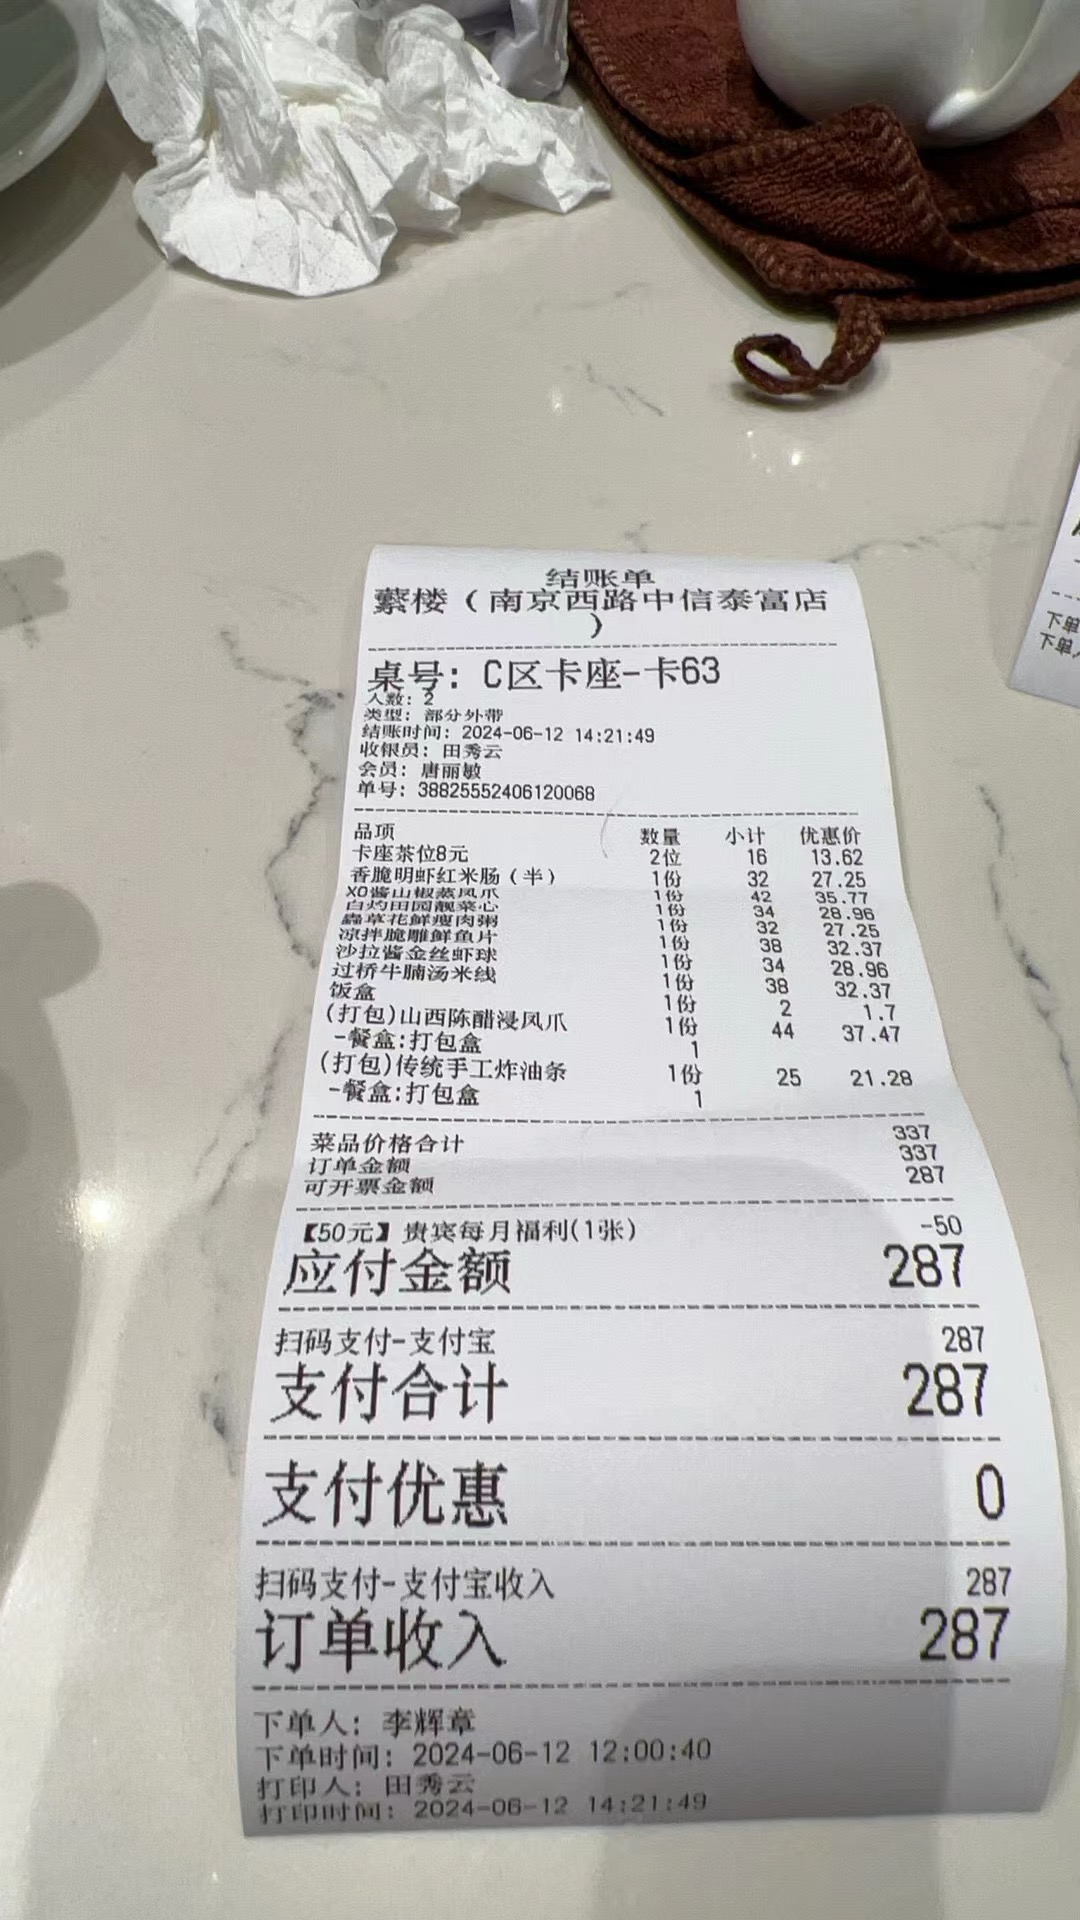 结账单
蘩楼（南京西路中信泰富店
）
桌号: C区卡座-卡63
人数: 2
类型: 部分外带
结账时间: 2024-06-12 14:21:49
收银员: 田秀云
会员: 唐丽敏
单号: 38825552406120068
品项 数量 小计 优惠价
卡座茶位8元 2位 16 13.62
香脆明虾红米肠（半） 1份 32 27.25
XO酱山椒蒸凤爪 1份 42 35.77
白灼田园靓菜心 1份 34 28.96
蟲草花鲜瘦肉粥 1份 32 27.25
凉拌脆雕鲜鱼片 1份 38 32.37
沙拉酱金丝虾球 1份 34 28.96
过桥牛腩汤米线 1份 38 32.37
饭盒 1份 2 1.7
(打包)山西陈醋浸凤爪 1份 44 37.47
-餐盒:打包盒 1
(打包)传统手工炸油条 1份 25 21.28
-餐盒:打包盒 1
菜品价格合计 337
订单金额 337
可开票金额 287
【50元】贵宾每月福利(1张) -50
应付金额 287
扫码支付-支付宝 287
支付合计 287
支付优惠 0
扫码支付-支付宝收入 287
订单收入 287
下单人: 李辉章
下单时间: 2024-06-12 12:00:40
打印人: 田秀云
打印时间: 2024-06-12 14:21:49
下单
下单